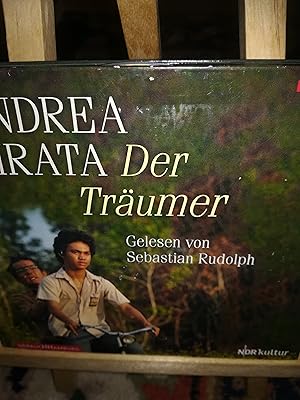 NDREA
IRATA Der
Träumer
Gelesen von
Sebastian Rudolph
NDR kultur